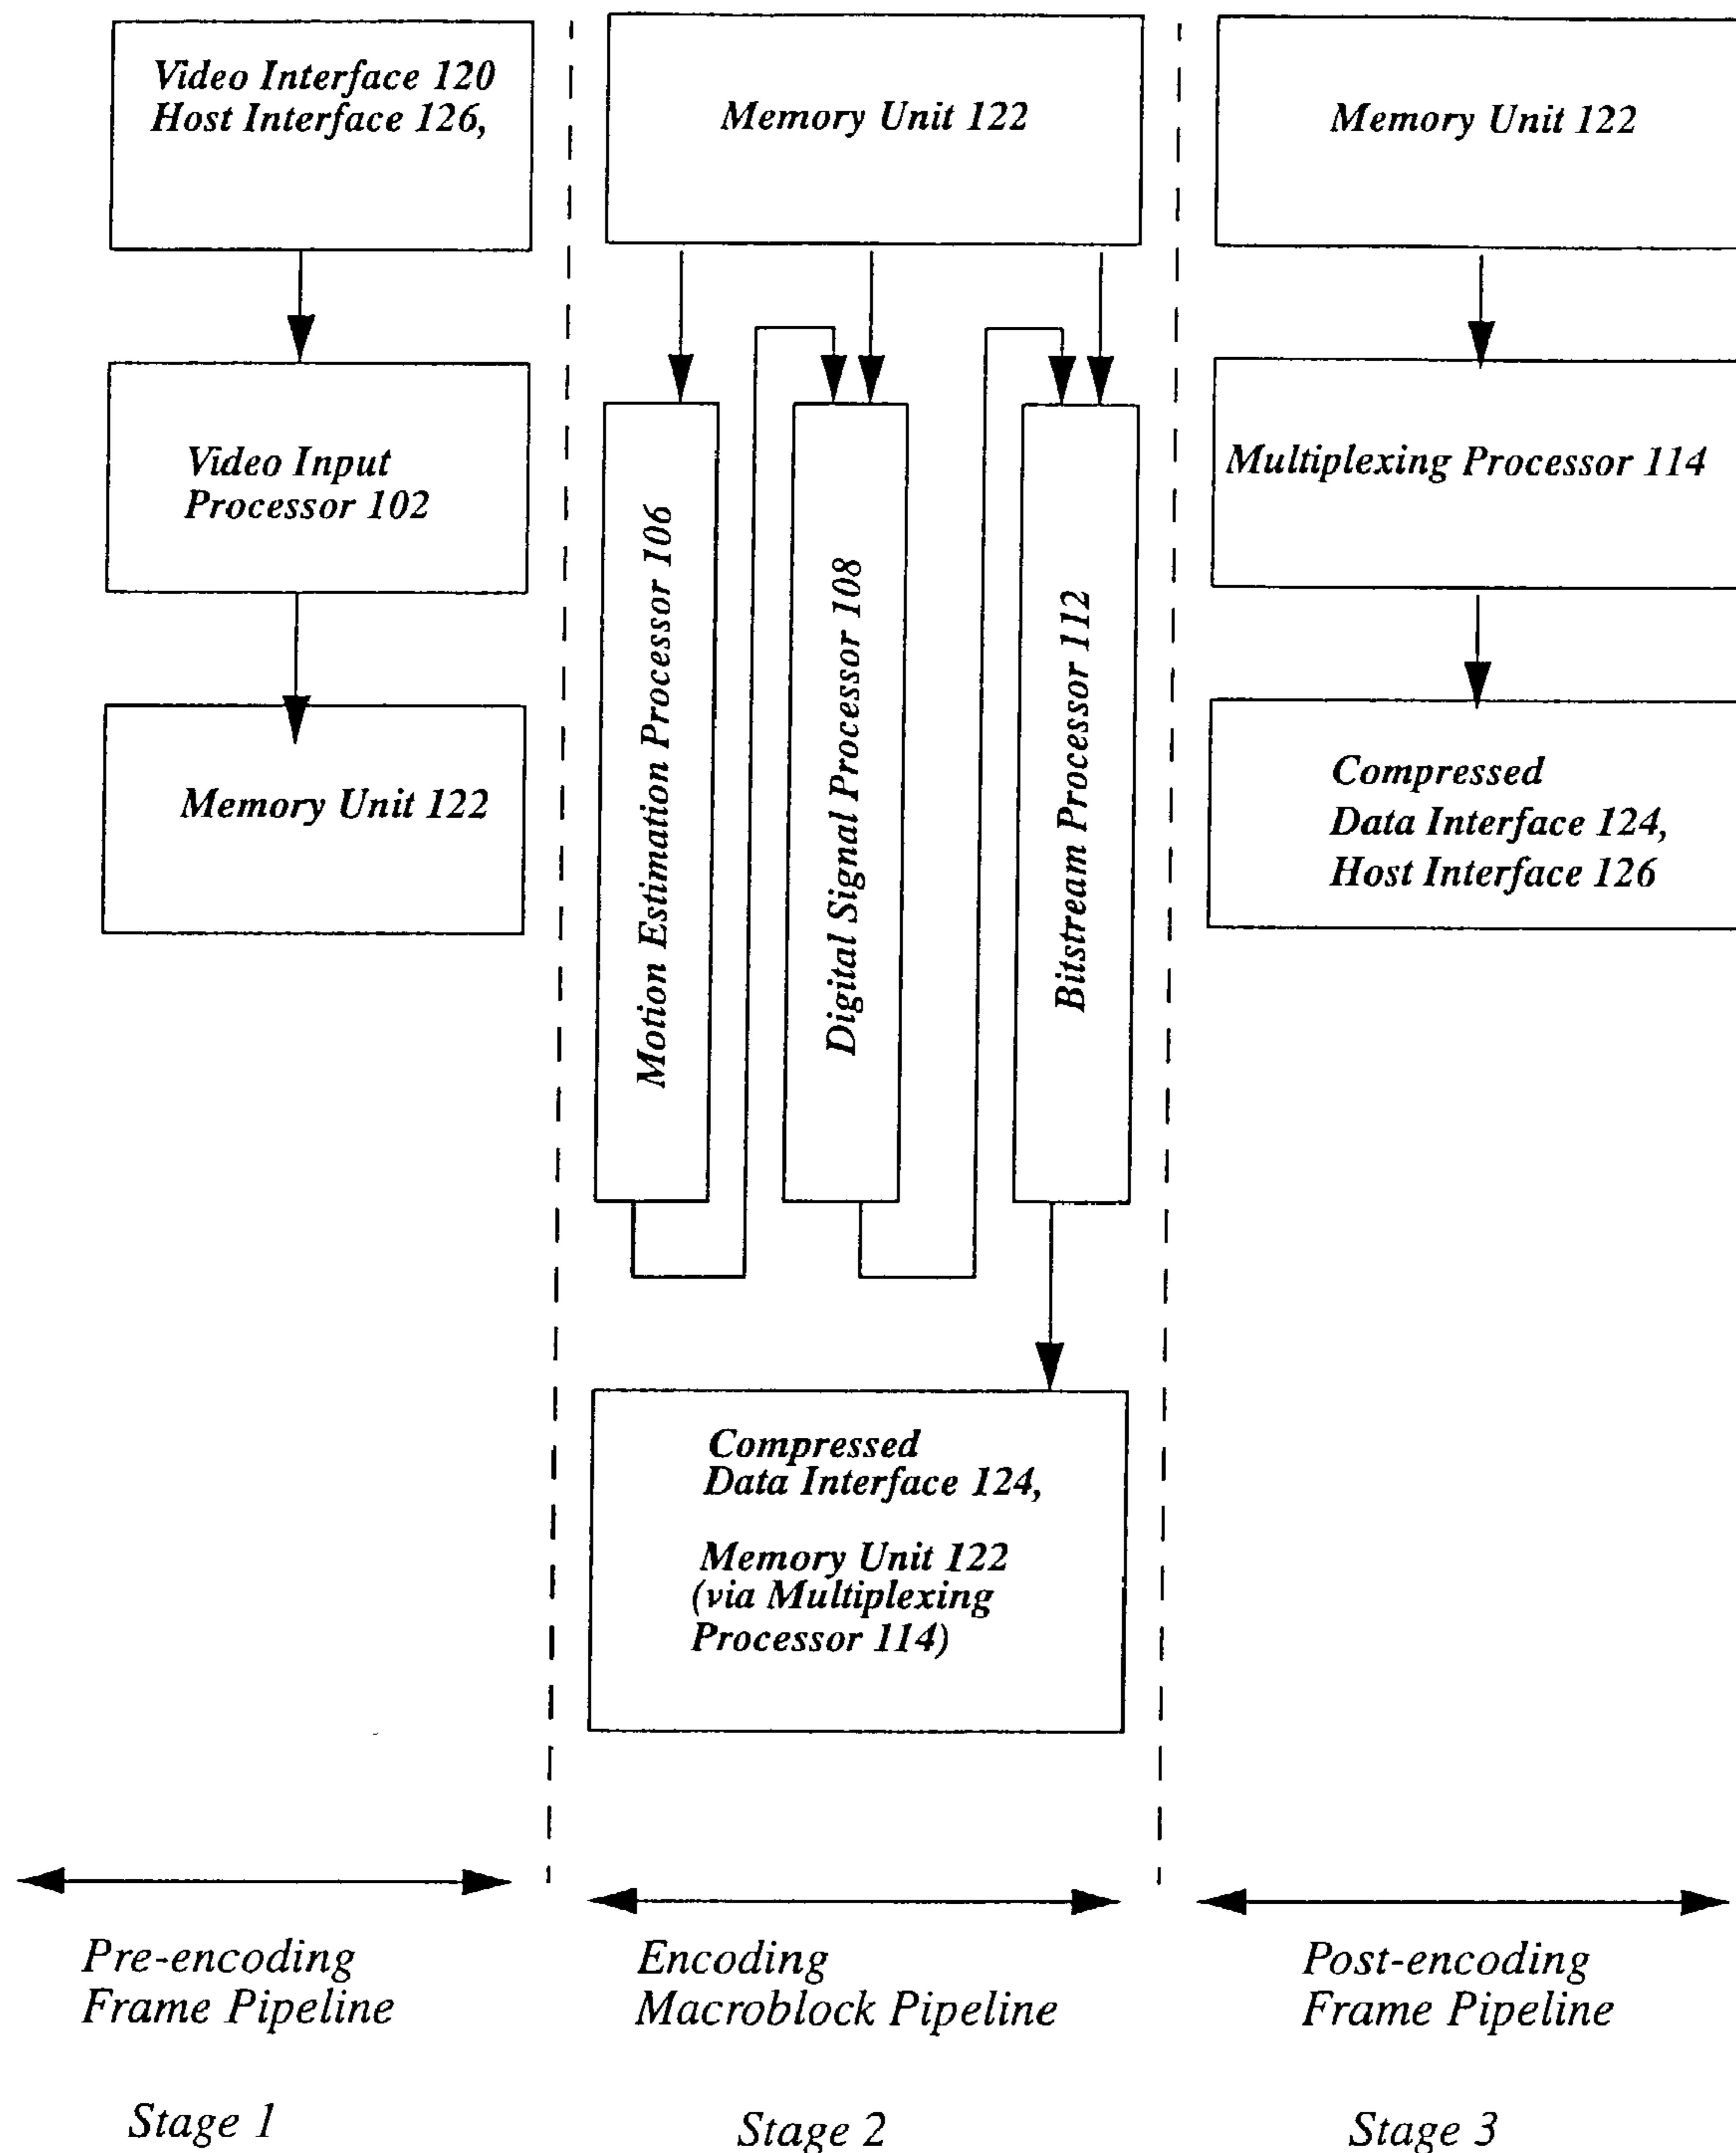 Video Interface 120
Host Interface 126,
Video Input
Processor 102
Memory Unit 122
Memory Unit 122
Motion Estimation Processor 106
Digital Signal Processor 108
Bitstream Processor 112
Compressed
Data Interface 124,
Memory Unit 122
(via Multiplexing
Processor 114)
Memory Unit 122
Multiplexing Processor 114
Compressed
Data Interface 124,
Host Interface 126
Pre-encoding
Frame Pipeline
Stage 1
Encoding
Macroblock Pipeline
Stage 2
Post-encoding
Frame Pipeline
Stage 3